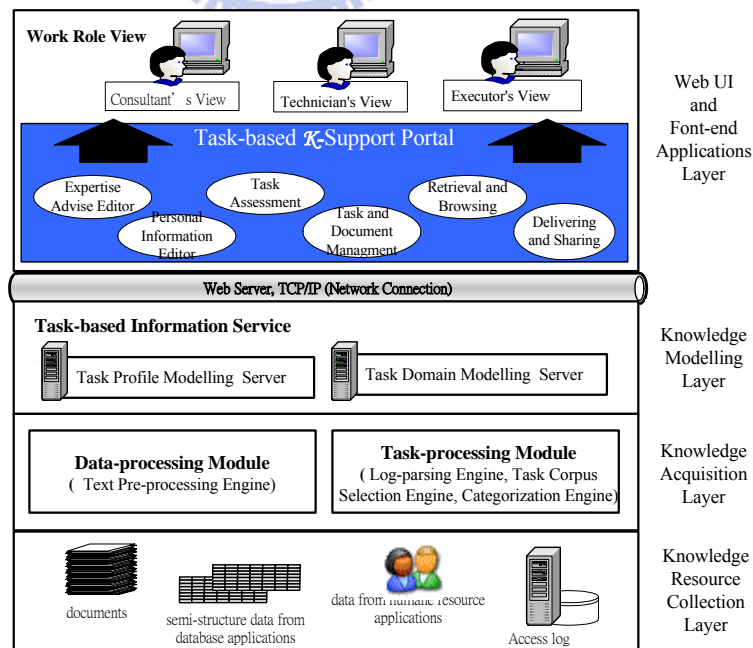 Work Role View
Consultant's View
Technician's View
Executor's View
Web UI
and
Font-end
Applications
Layer
Task-based K-Support Portal
Expertise
Advise Editor
Personal
Information
Editor
Task
Assessment
Task and
Document
Managment
Retrieval and
Browsing
Delivering
and Sharing
Web Server, TCP/IP (Network Connection)
Task-based Information Service
Task Profile Modelling Server
Task Domain Modelling Server
Knowledge
Modelling
Layer
Data-processing Module
( Text Pre-processing Engine)
Task-processing Module
( Log-parsing Engine, Task Corpus
Selection Engine, Categorization Engine)
Knowledge
Acquisition
Layer
documents
semi-structure data from
database applications
data from humane resource
applications
Access log
Knowledge
Resource
Collection
Layer